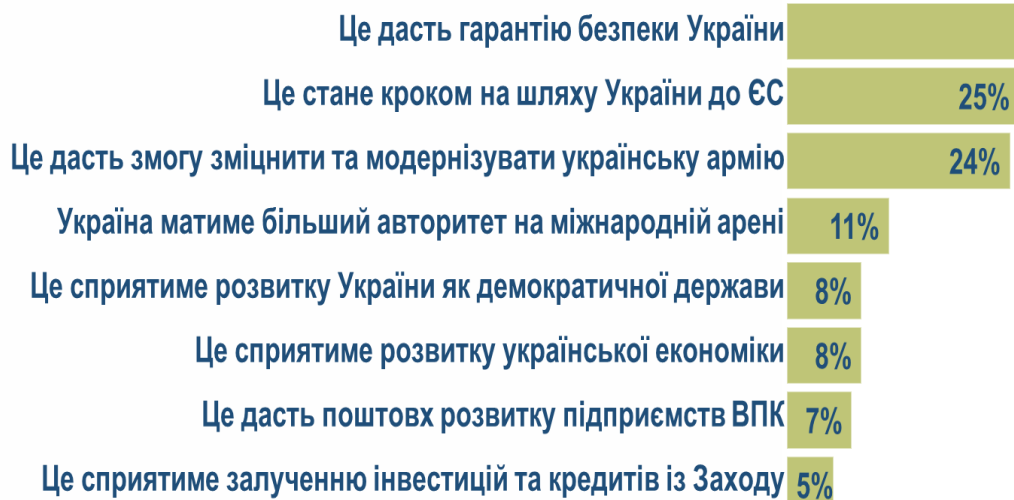 Це дасть гарантію безпеки України
Це стане кроком на шляху України до ЄС 25%
Це дасть змогу зміцнити та модернізувати українську армію 24%
Україна матиме більший авторитет на міжнародній арені 11%
Це сприятиме розвитку України як демократичної держави 8%
Це сприятиме розвитку української економіки 8%
Це дасть поштовх розвитку підприємств ВПК 7%
Це сприятиме залученню інвестицій та кредитів із Заходу 5%